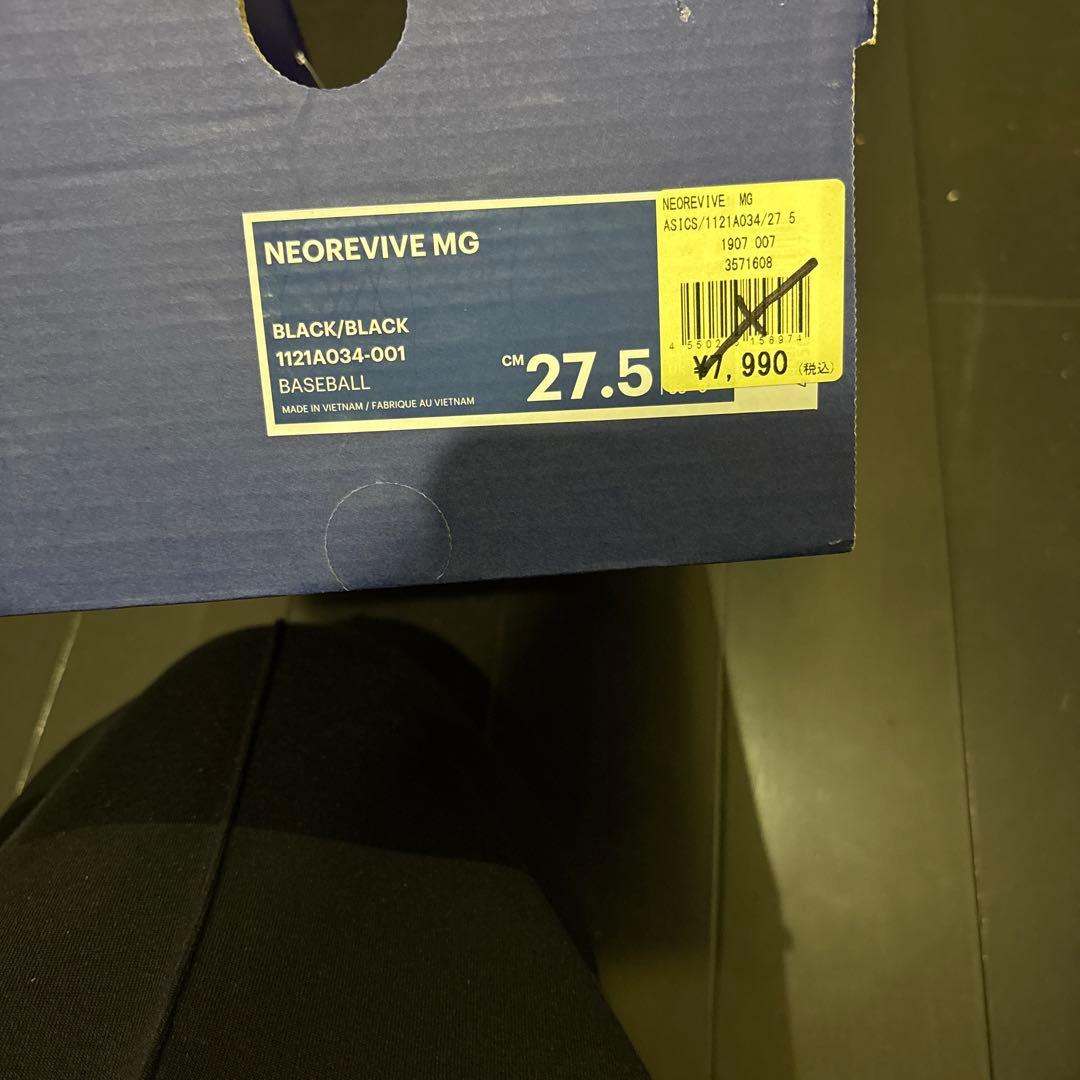 NEOREVIVE MG
BLACK/BLACK
1121A034-001
BASEBALL
MADE IN VIETNAM / FABRIQUE AU VIETNAM
CM 27.5
NEOREVIVE MG
ASICS/1121A034/27 5
1907 007
3571608
¥7,990 (税込)